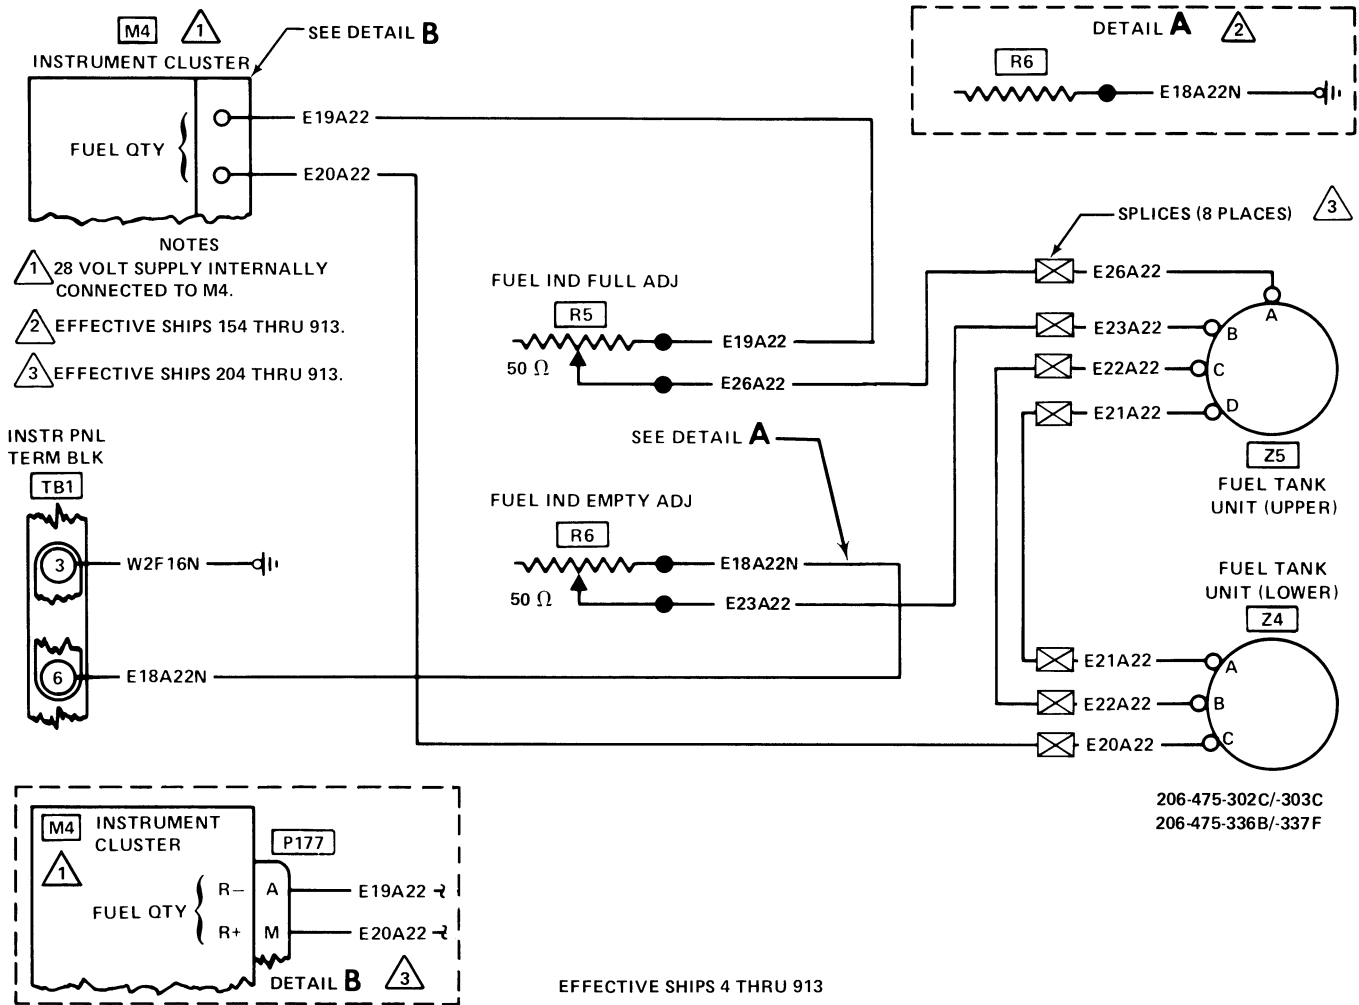 M4
1
SEE DETAIL B
INSTRUMENT CLUSTER
FUEL QTY
E19A22
E20A22
DETAIL A
2
R6
E18A22N
NOTES
1 28 VOLT SUPPLY INTERNALLY
CONNECTED TO M4.
2 EFFECTIVE SHIPS 154 THRU 913.
3 EFFECTIVE SHIPS 204 THRU 913.
SPLICES (8 PLACES)
3
FUEL IND FULL ADJ
R5
50 Ω
E19A22
E26A22
E26A22
A
E23A22
B
E22A22
C
E21A22
D
Z5
FUEL TANK
UNIT (UPPER)
SEE DETAIL A
INSTR PNL
TERM BLK
TB1
3
W2F16N
6
E18A22N
FUEL IND EMPTY ADJ
R6
50 Ω
E18A22N
E23A22
FUEL TANK
UNIT (LOWER)
Z4
E21A22
A
E22A22
B
E20A22
C
206-475-302C/-303C
206-475-336B/-337F
M4
INSTRUMENT
CLUSTER
1
P177
FUEL QTY
R−
A
E19A22
R+
M
E20A22
DETAIL B
3
EFFECTIVE SHIPS 4 THRU 913